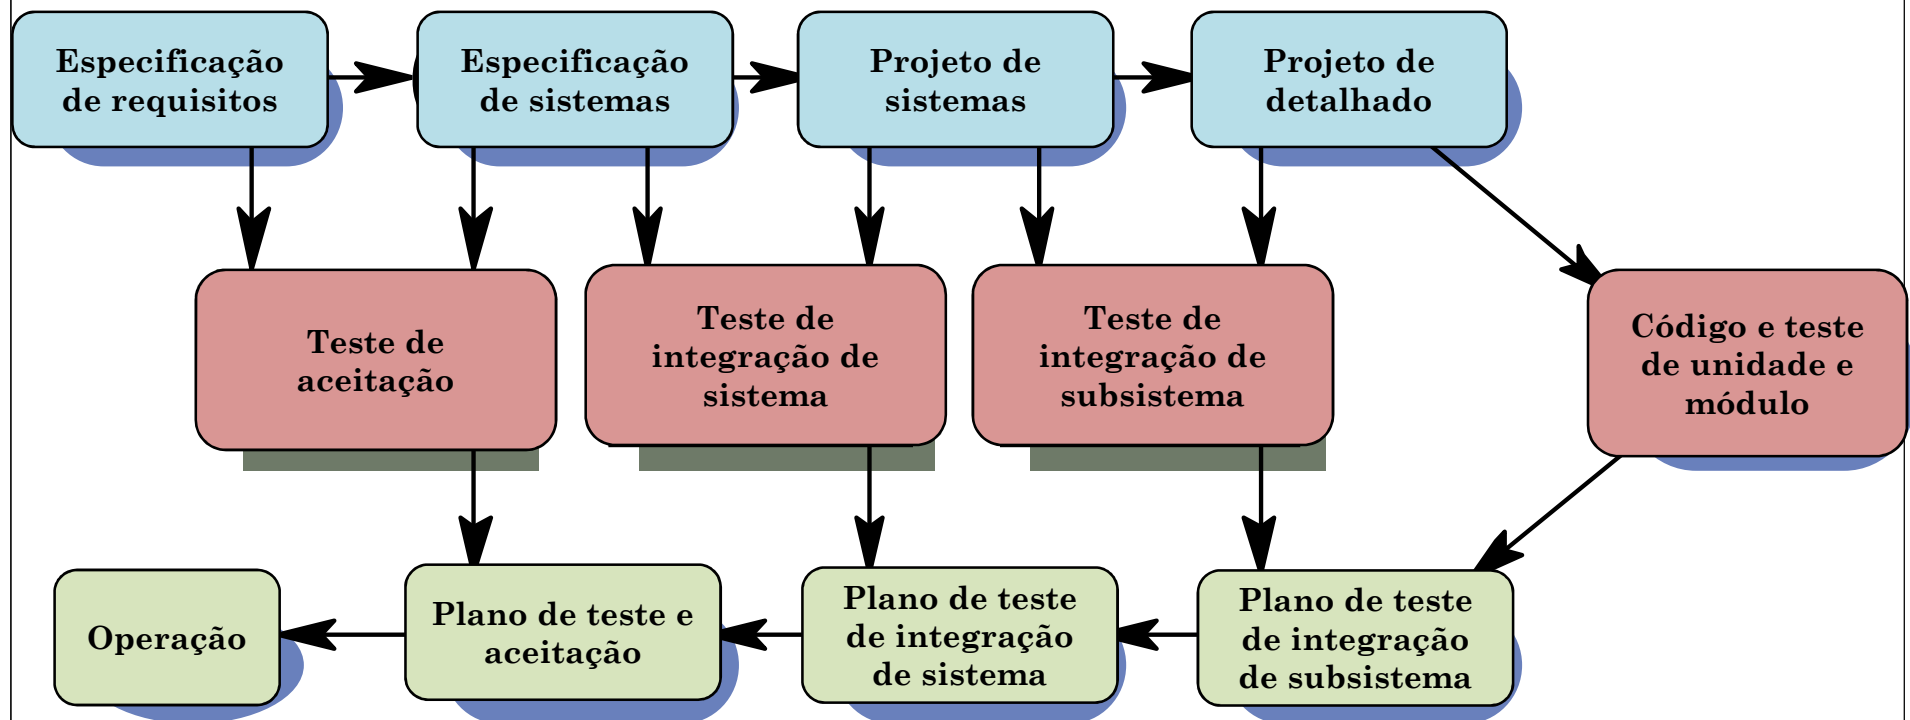 Especificação
de requisitos
Especificação
de sistemas
Projeto de
sistemas
Projeto de
detalhado
Teste de
aceitação
Teste de
integração de
sistema
Teste de
integração de
subsistema
Código e teste
de unidade e
módulo
Operação
Plano de teste e
aceitação
Plano de teste
de integração
de sistema
Plano de teste
de integração
de subsistema